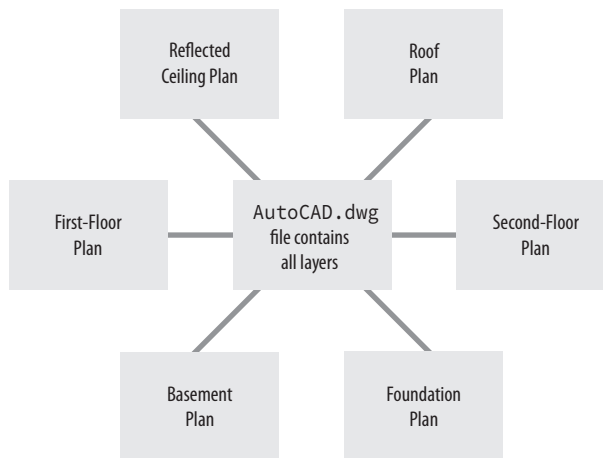 Reflected
Ceiling Plan
Roof
Plan
First-Floor
Plan
AutoCAD.dwg
file contains
all layers
Second-Floor
Plan
Basement
Plan
Foundation
Plan